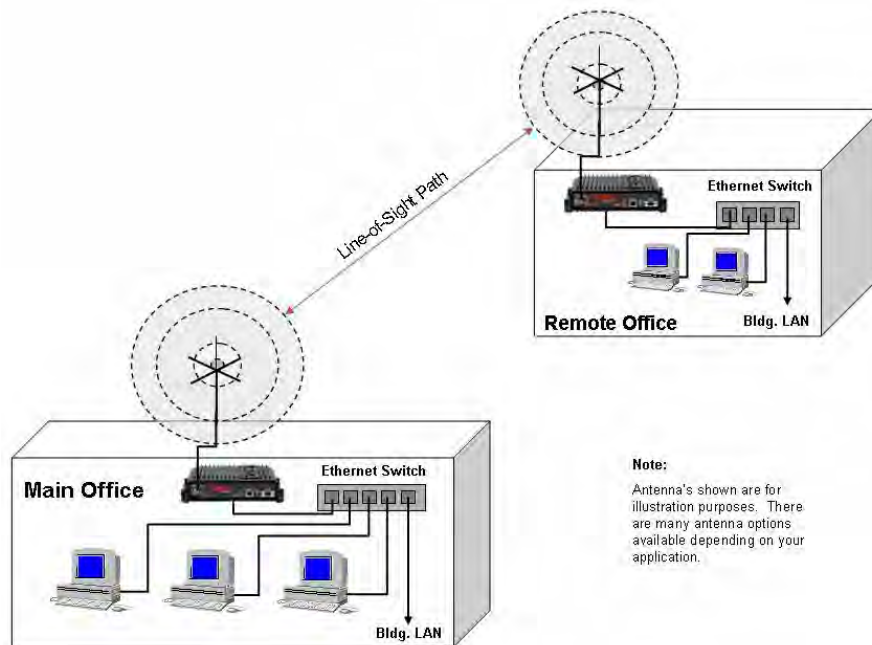 Ethernet Switch
Line-of-Sight Path
Remote Office
Bldg. LAN
Ethernet Switch
Main Office
Bldg. LAN
Note:
Antenna's shown are for
illustration purposes.  There
are many antenna options
available depending on your
application.